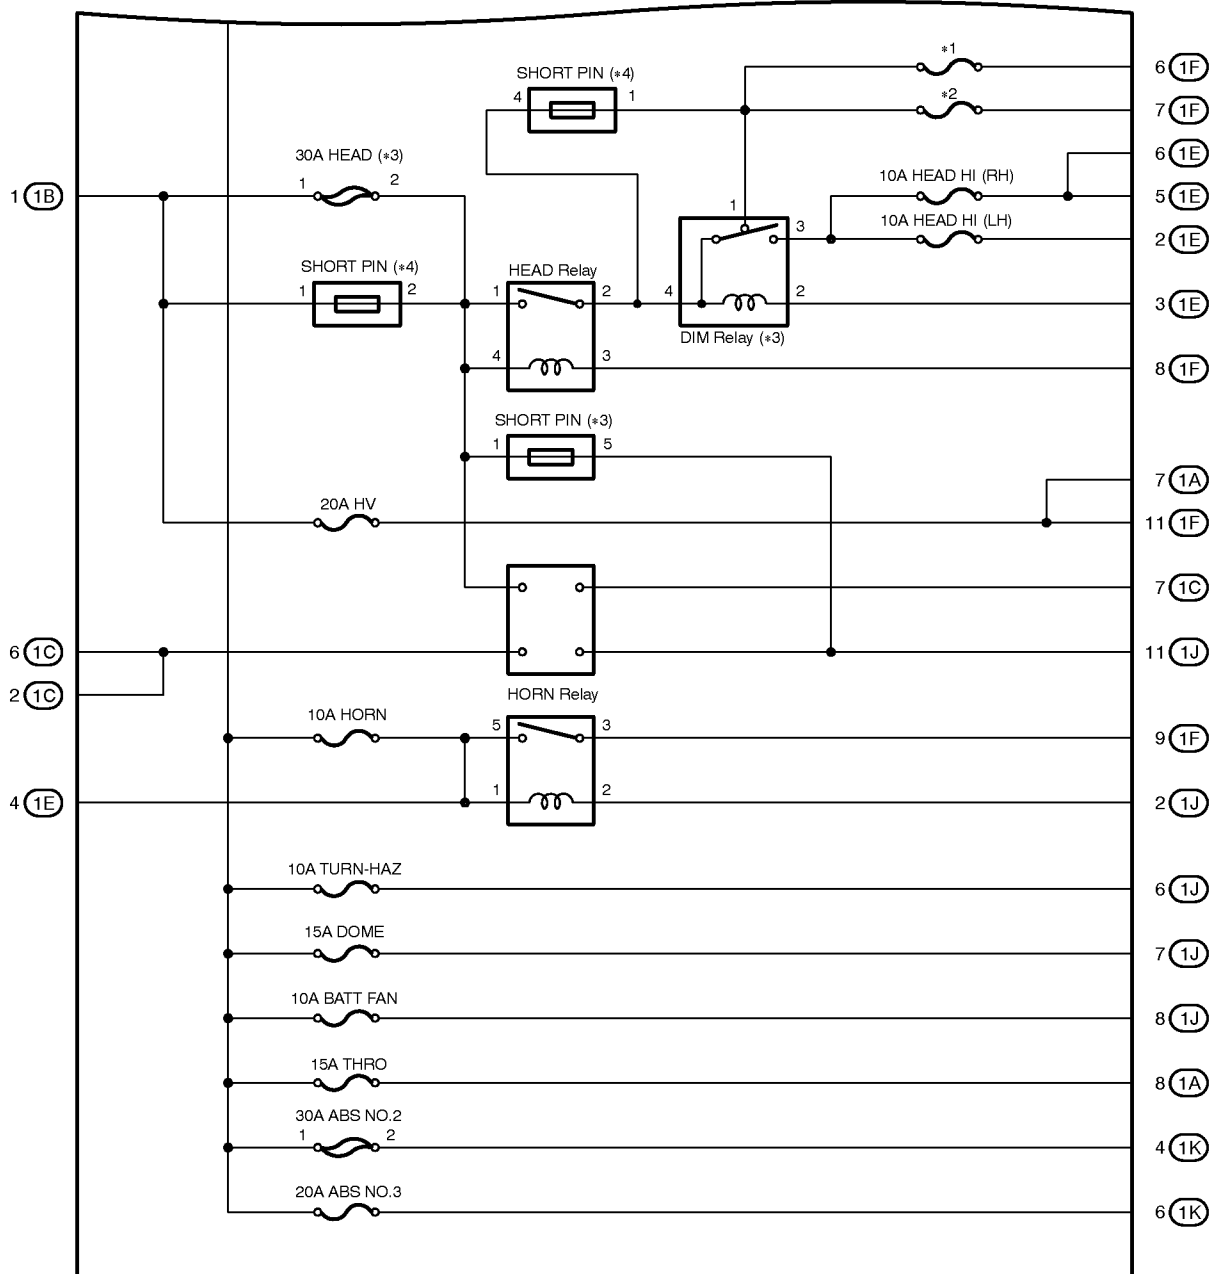 *1
6 1F
SHORT PIN (*4)
4 1
*2
7 1F
6 1E
30A HEAD (*3)
1 2
10A HEAD HI (RH)
1 1B
5 1E
1
10A HEAD HI (LH)
3
2 1E
SHORT PIN (*4)
1 2
HEAD Relay
1 2
4 2
3 1E
DIM Relay (*3)
4 3
8 1F
SHORT PIN (*3)
1 5
7 1A
20A HV
11 1F
7 1C
6 1C
11 1J
2 1C
HORN Relay
10A HORN
5 3
9 1F
4 1E
1 2
2 1J
10A TURN-HAZ
6 1J
15A DOME
7 1J
10A BATT FAN
8 1J
15A THRO
8 1A
30A ABS NO.2
1 2
4 1K
20A ABS NO.3
6 1K